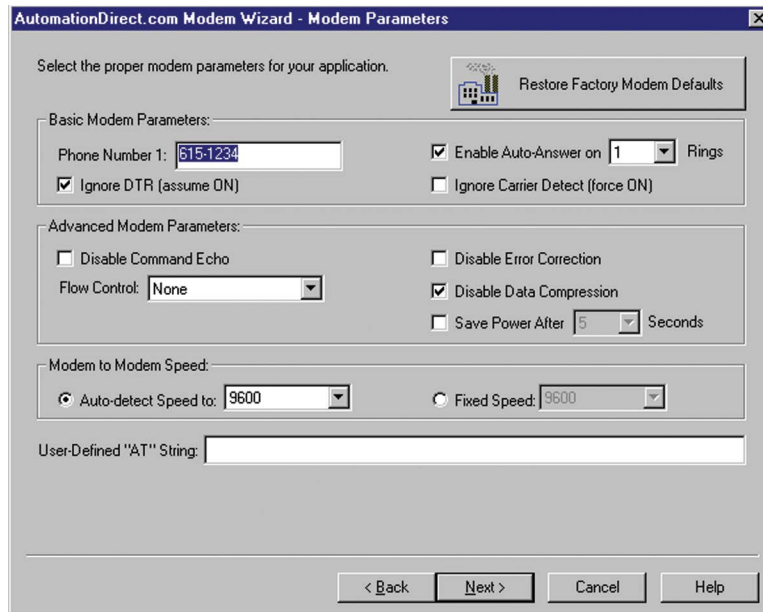 AutomationDirect.com Modem Wizard - Modem Parameters
Select the proper modem parameters for your application.
Restore Factory Modem Defaults
Basic Modem Parameters:
Phone Number 1: 615-1234
Enable Auto-Answer on 1 Rings
Ignore DTR (assume ON)
Ignore Carrier Detect (force ON)
Advanced Modem Parameters:
Disable Command Echo
Disable Error Correction
Flow Control: None
Disable Data Compression
Save Power After 5 Seconds
Modem to Modem Speed:
Auto-detect Speed to: 9600
Fixed Speed: 9600
User-Defined "AT" String:
< Back
Next >
Cancel
Help